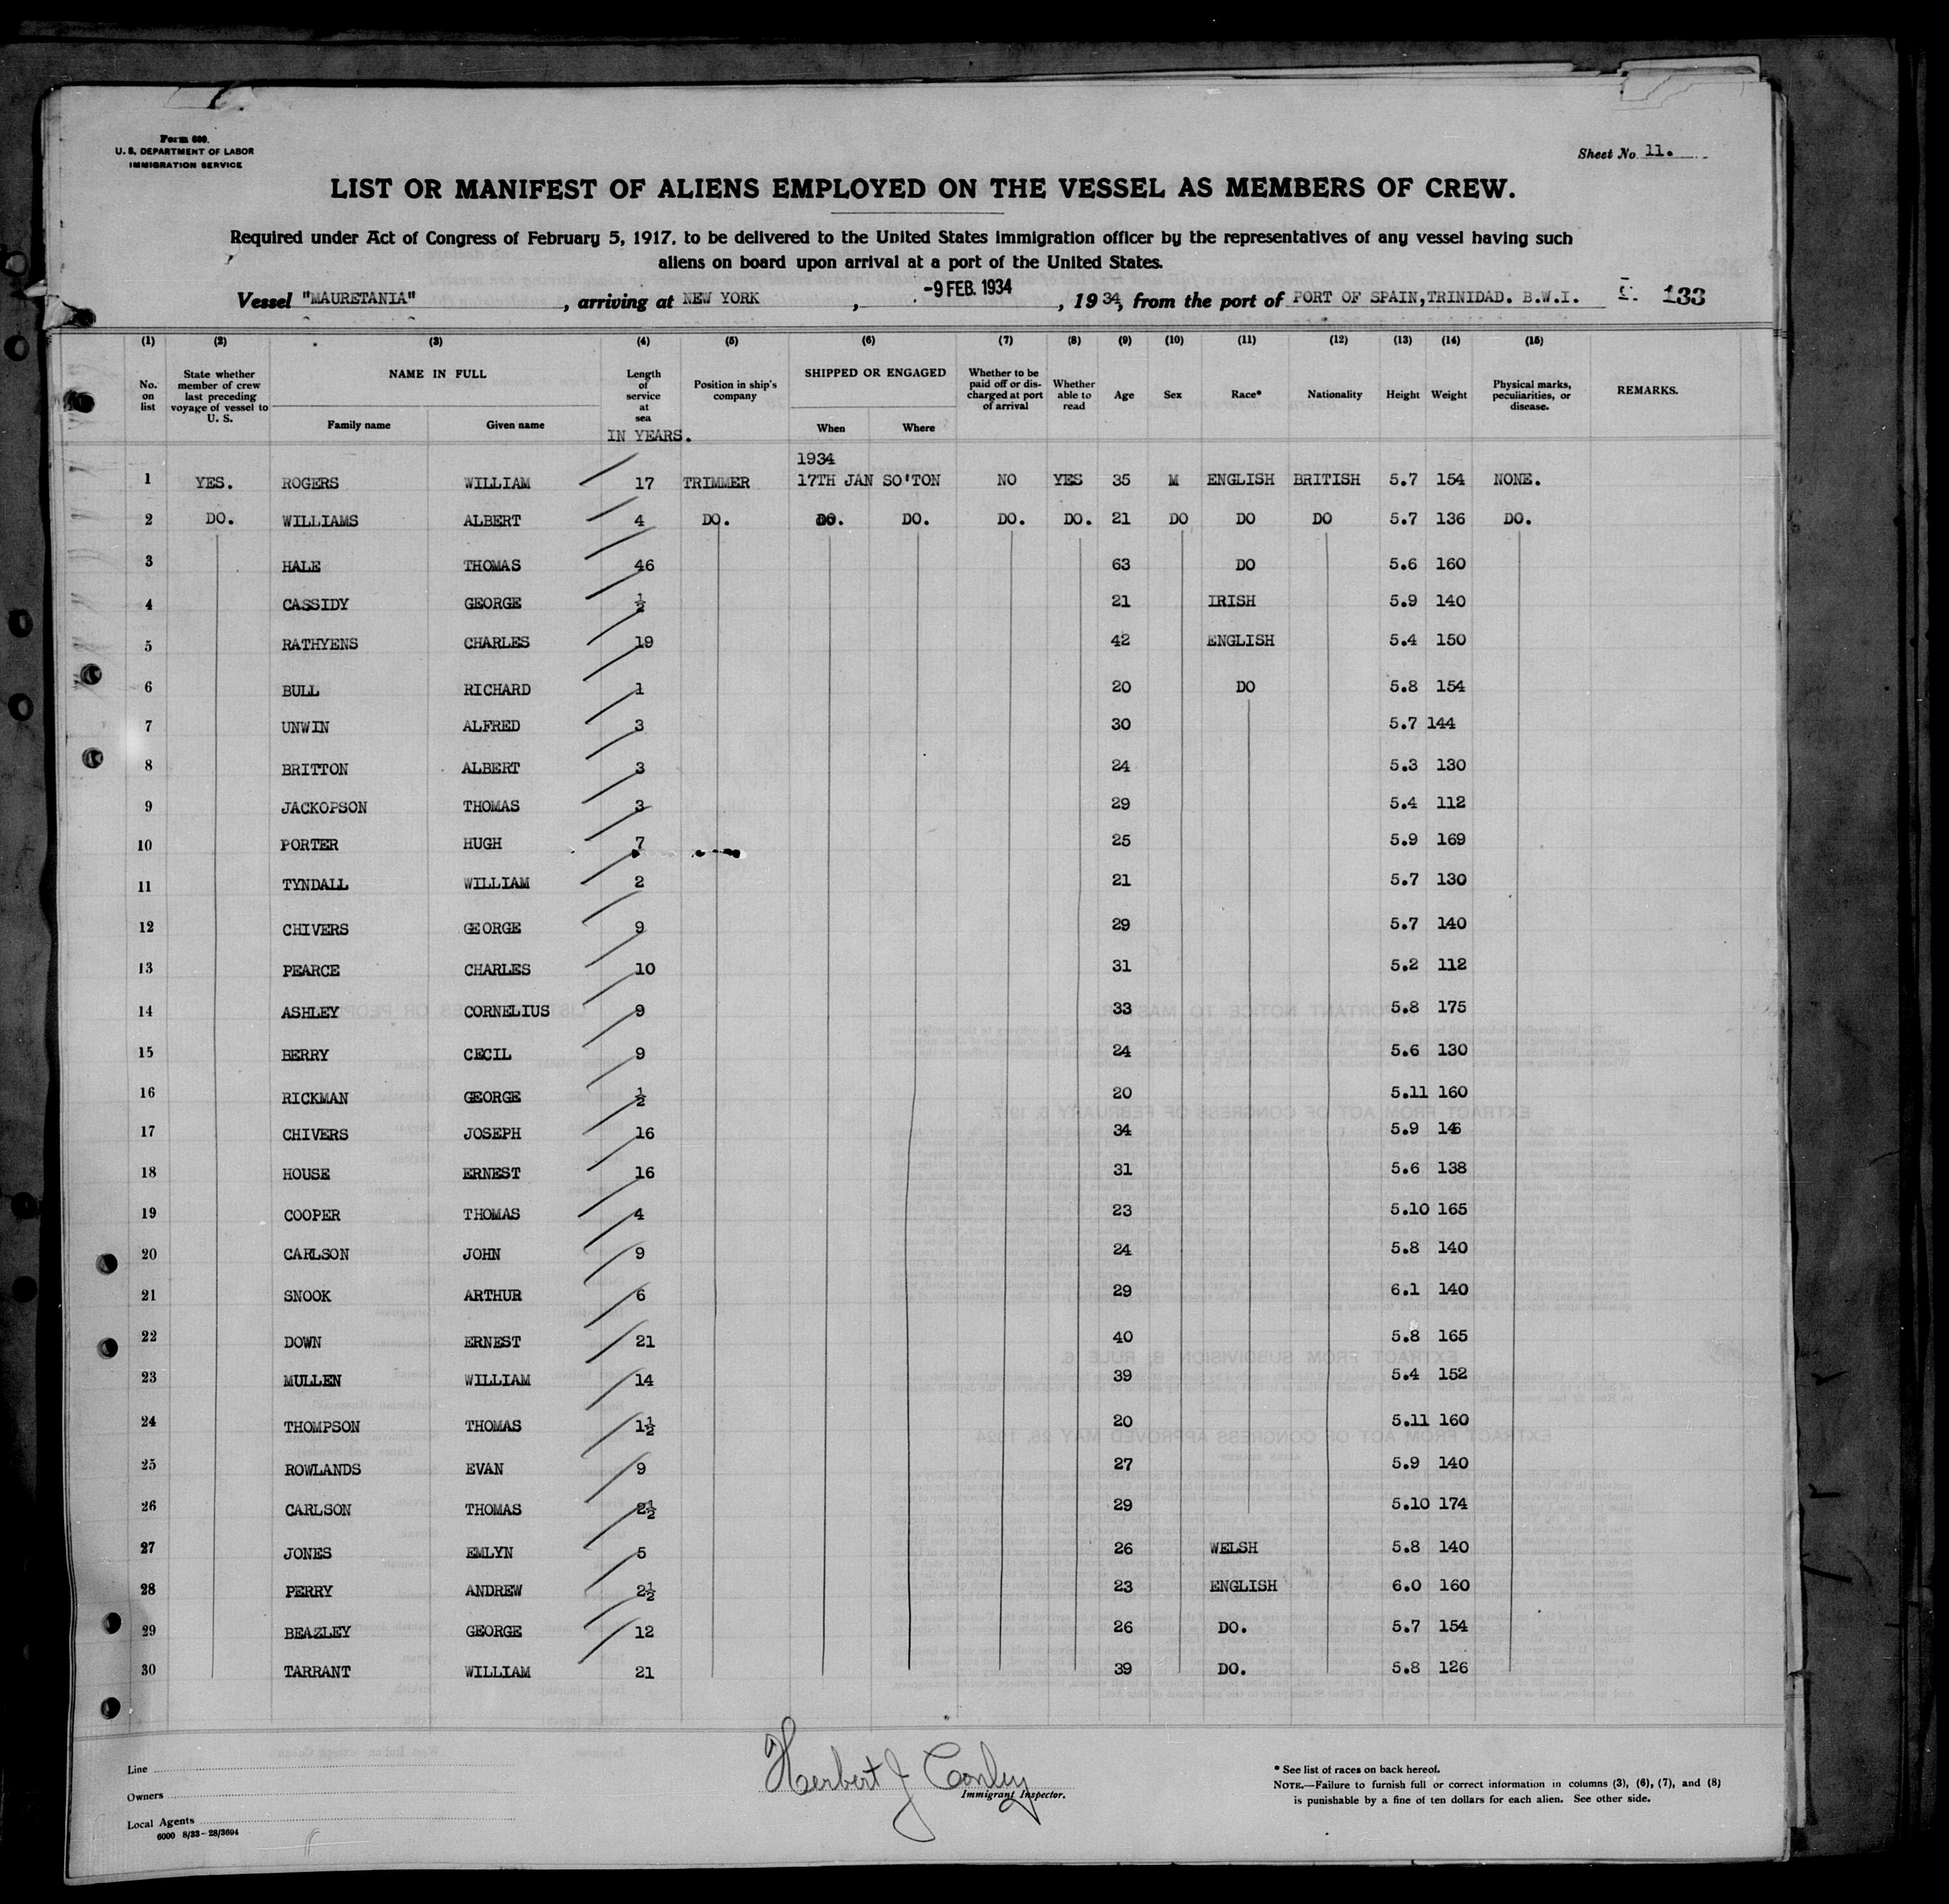 Form 680.
U. S. DEPARTMENT OF LABOR
IMMIGRATION SERVICE
Sheet No 11.
LIST OR MANIFEST OF ALIENS EMPLOYED ON THE VESSEL AS MEMBERS OF CREW.
Required under Act of Congress of February 5, 1917, to be delivered to the United States immigration officer by the representatives of any vessel having such
aliens on board upon arrival at a port of the United States.
Vessel "MAURETANIA", arriving at NEW YORK, -9 FEB. 1934, 1934, from the port of PORT OF SPAIN, TRINIDAD. B.W.I. 133
(1) (2) (3) (4) (5) (6) (7) (8) (9) (10) (11) (12) (13) (14) (15)
No. on list | State whether member of crew last preceding voyage of vessel to U. S. | NAME IN FULL | Length of service at sea | Position in ship's company | SHIPPED OR ENGAGED | Whether to be paid off or discharged at port of arrival | Whether able to read | Age | Sex | Race* | Nationality | Height | Weight | Physical marks, peculiarities, or disease. | REMARKS.
Family name | Given name | IN YEARS. | When | Where
1934
1 YES. ROGERS WILLIAM 17 TRIMMER 17TH JAN SO'TON NO YES 35 M ENGLISH BRITISH 5.7 154 NONE.
2 DO. WILLIAMS ALBERT 4 DO. DO. DO. DO. DO. 21 DO DO DO 5.7 136 DO.
3 HALE THOMAS 46 63 DO 5.6 160
4 CASSIDY GEORGE ½ 21 IRISH 5.9 140
5 RATHYENS CHARLES 19 42 ENGLISH 5.4 150
6 BULL RICHARD 1 20 DO 5.8 154
7 UNWIN ALFRED 3 30 5.7 144
8 BRITTON ALBERT 3 24 5.3 130
9 JACKOPSON THOMAS 3 29 5.4 112
10 PORTER HUGH 7 25 5.9 169
11 TYNDALL WILLIAM 2 21 5.7 130
12 CHIVERS GEORGE 9 29 5.7 140
13 PEARCE CHARLES 10 31 5.2 112
14 ASHLEY CORNELIUS 9 33 5.8 175
15 BERRY CECIL 9 24 5.6 130
16 RICKMAN GEORGE ½ 20 5.11 160
17 CHIVERS JOSEPH 16 34 5.9
18 HOUSE ERNEST 16 31 5.6 138
19 COOPER THOMAS 4 23 5.10 165
20 CARLSON JOHN 9 24 5.8 140
21 SNOOK ARTHUR 6 29 6.1 140
22 DOWN ERNEST 21 40 5.8 165
23 MULLEN WILLIAM 14 39 5.4 152
24 THOMPSON THOMAS 1½ 20 5.11 160
25 ROWLANDS EVAN 9 27 5.9 140
26 CARLSON THOMAS 2½ 29 5.10 174
27 JONES EMLYN 5 26 WELSH 5.8 140
28 PERRY ANDREW 2½ 23 ENGLISH 6.0 160
29 BEAZLEY GEORGE 12 26 DO. 5.7 154
30 TARRANT WILLIAM 21 39 DO. 5.8 126
Line
Owners
Local Agents
6000 8/33-28/3694
Herbert J Conley
Immigrant Inspector.
* See list of races on back hereof.
NOTE.—Failure to furnish full or correct information in columns (3), (6), (7), and (8)
is punishable by a fine of ten dollars for each alien. See other side.